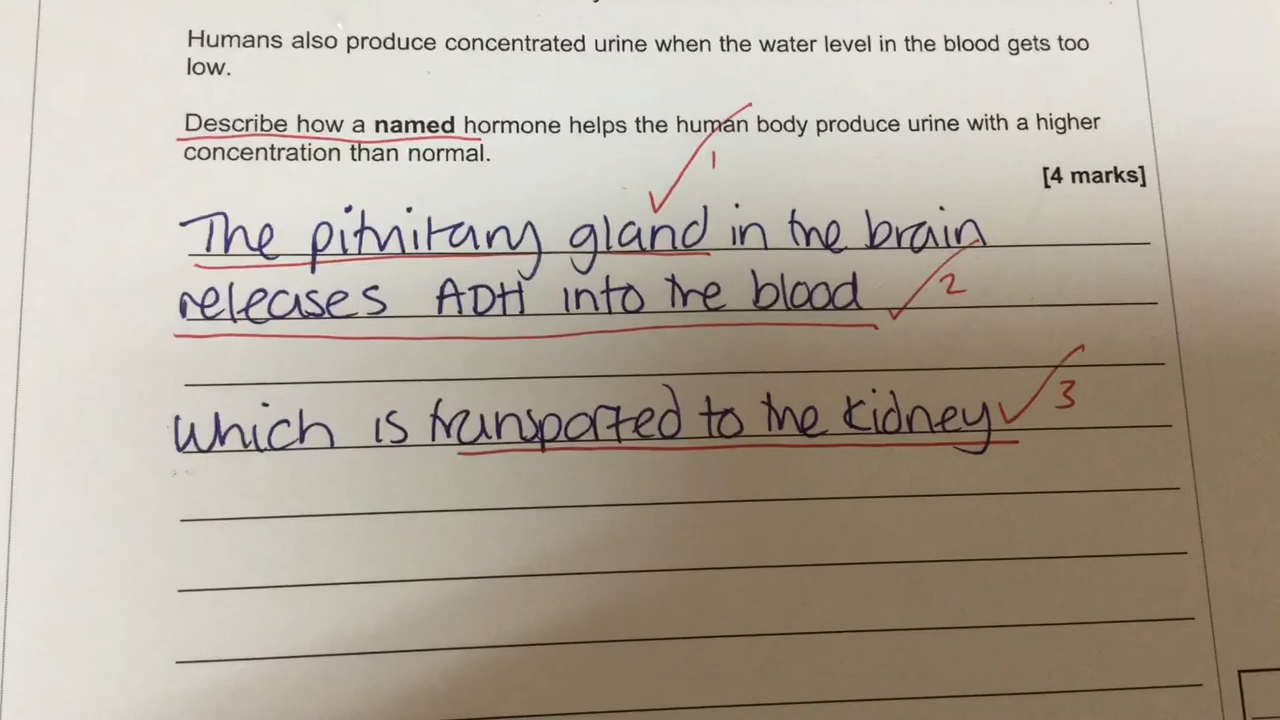 Humans also produce concentrated urine when the water level in the blood gets too
low.
Describe how a named hormone helps the human body produce urine with a higher
concentration than normal.
[4 marks]
1
The pituitary gland in the brain
releases ADH into the blood 2
which is transported to the kidney 3